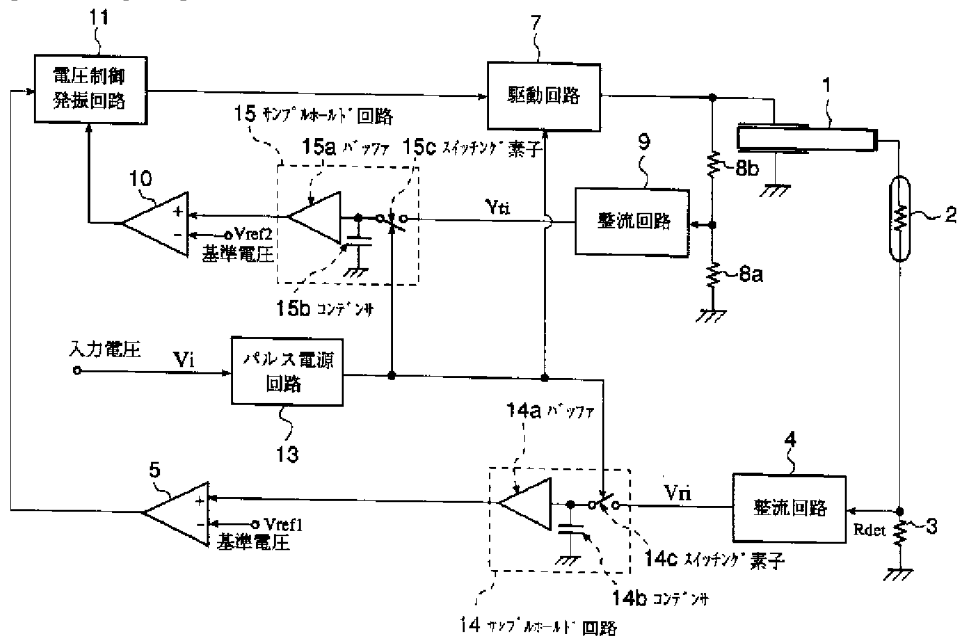 11
電圧制御
発振回路
7
駆動回路
1
15 サンプルホールド回路
15a バッファ
15c スイッチング素子
9
整流回路
8b
2
10
+
-
Vref2
基準電圧
Vti
8a
15b コンデンサ
入力電圧
Vi
パルス電源
回路
13
14a バッファ
5
+
-
Vref1
基準電圧
Vri
4
整流回路
Rdet
3
14c スイッチング素子
14b コンデンサ
14 サンプルホールド回路